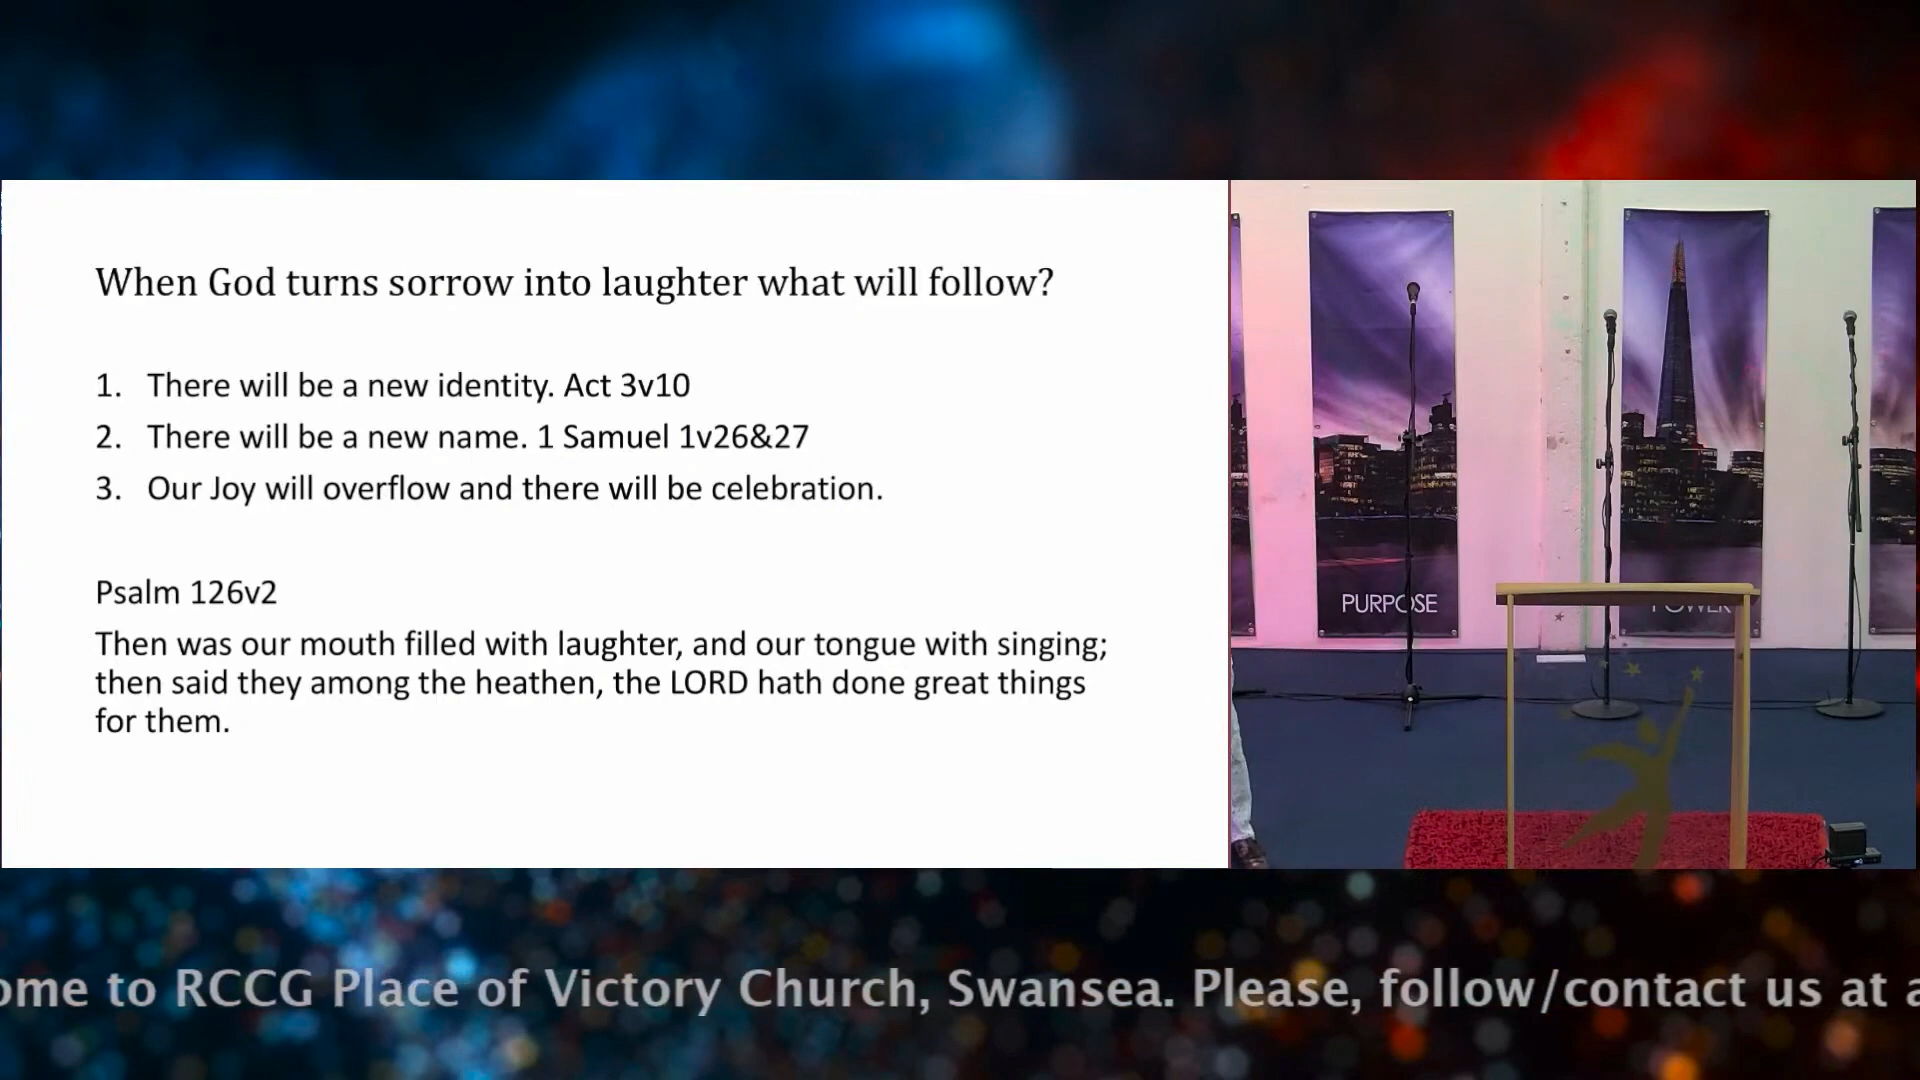 When God turns sorrow into laughter what will follow?
1. There will be a new identity. Act 3v10
2. There will be a new name. 1 Samuel 1v26&27
3. Our Joy will overflow and there will be celebration.
Psalm 126v2
Then was our mouth filled with laughter, and our tongue with singing;
then said they among the heathen, the LORD hath done great things
for them.
PURPOSE
POWER
ome to RCCG Place of Victory Church, Swansea. Please, follow/contact us at a